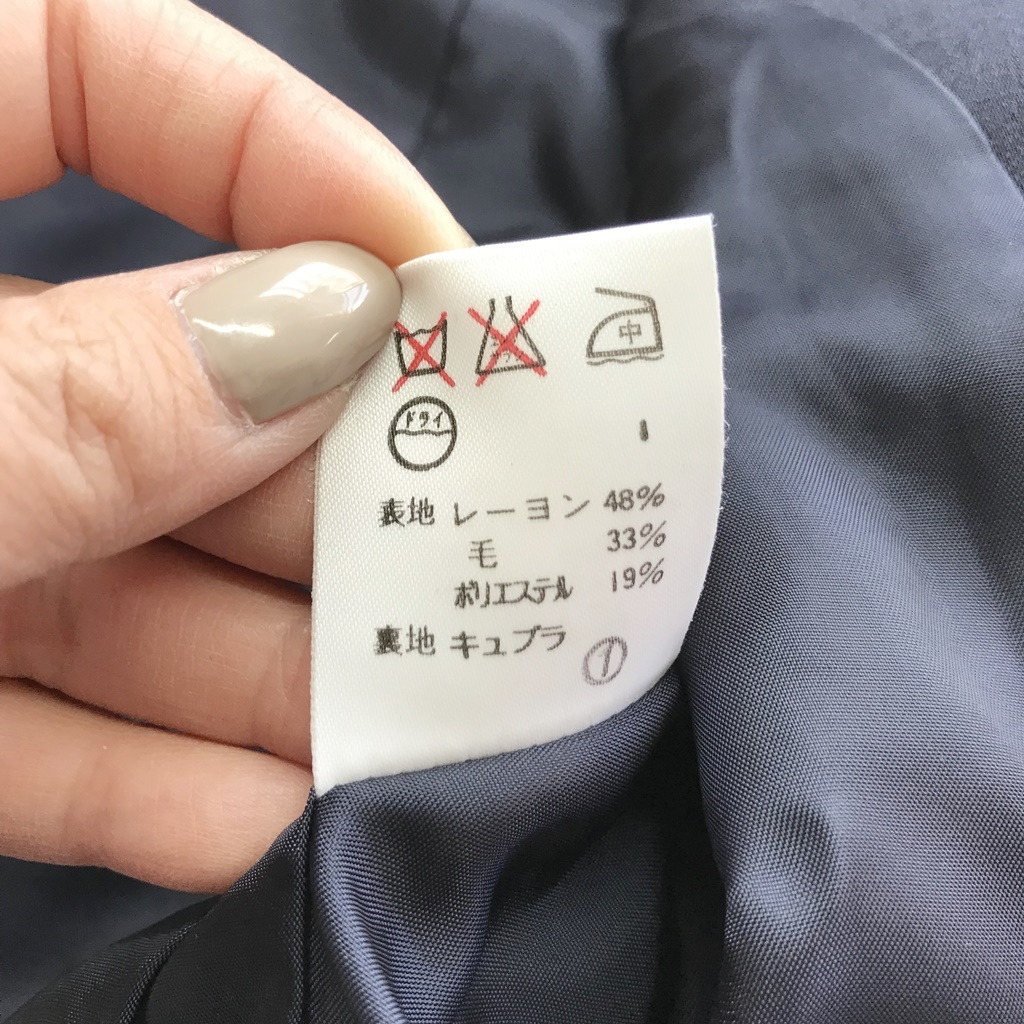 中
ドライ
表地 レーヨン 48%
毛 33%
ポリエステル 19%
裏地 キュプラ
①